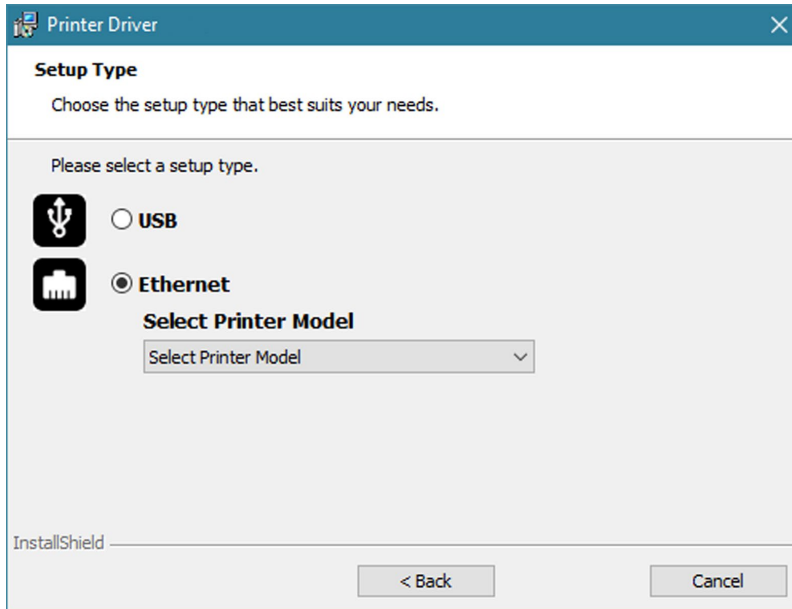 Printer Driver
Setup Type
Choose the setup type that best suits your needs.
Please select a setup type.
USB
Ethernet
Select Printer Model
Select Printer Model
InstallShield
< Back
Cancel